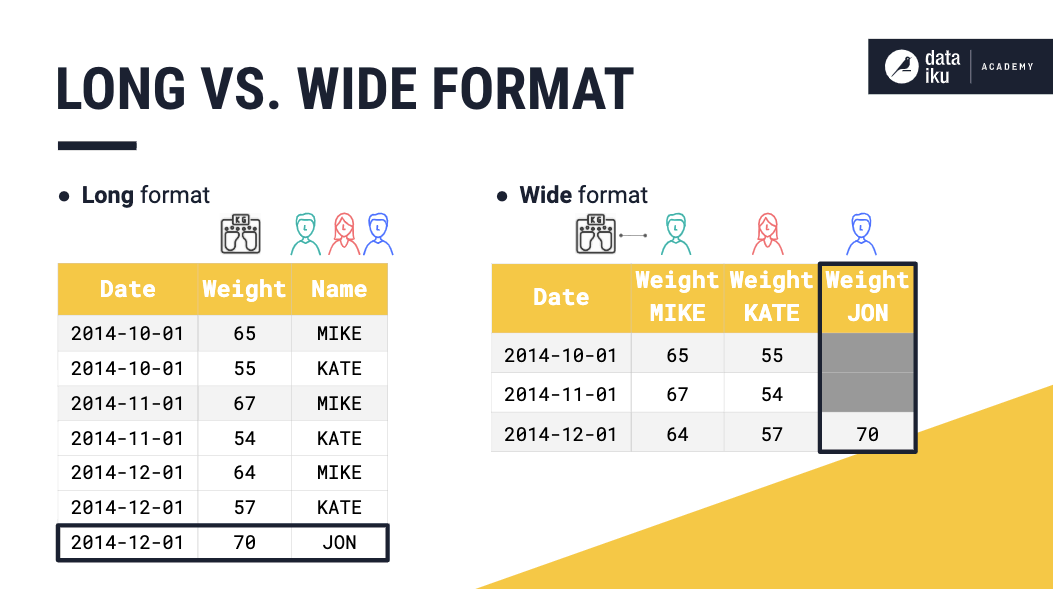 data
iku
ACADEMY
LONG VS. WIDE FORMAT
● Long format
KG
L L L
Date Weight Name
2014-10-01 65 MIKE
2014-10-01 55 KATE
2014-11-01 67 MIKE
2014-11-01 54 KATE
2014-12-01 64 MIKE
2014-12-01 57 KATE
2014-12-01 70 JON
● Wide format
KG
L L L
Date Weight MIKE Weight KATE Weight JON
2014-10-01 65 55
2014-11-01 67 54
2014-12-01 64 57 70